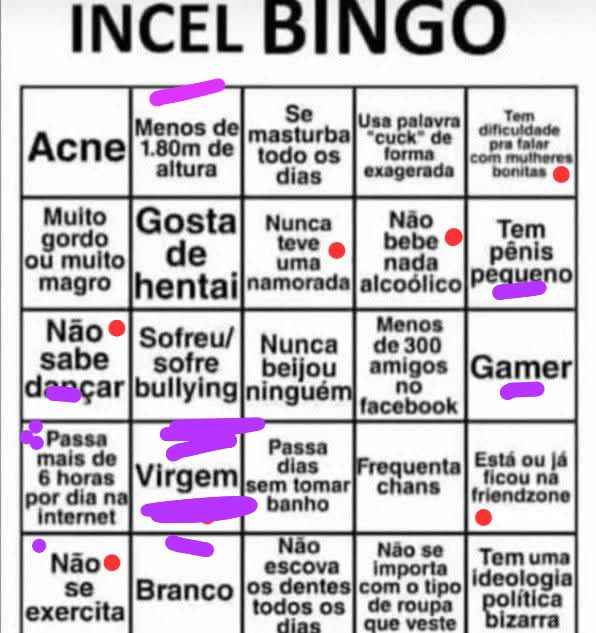 INCEL BINGO
Acne
Menos de
1.80m de
altura
Se
masturba
todo os
dias
Usa palavra
"cuck" de
forma
exagerada
Tem
dificuldade
pra falar
com mulheres
bonitas
Muito
gordo
ou muito
magro
Gosta
de
hentai
Nunca
teve
uma
namorada
Não
bebe
nada
alcoólico
Tem
pênis
pequeno
Não
sabe
dançar
Sofreu/
sofre
bullying
Nunca
beijou
ninguém
Menos
de 300
amigos
no
facebook
Gamer
Passa
mais de
6 horas
por dia na
internet
Virgem
Passa
dias
sem tomar
banho
Frequenta
chans
Está ou já
ficou na
friendzone
Não
se
exercita
Branco
Não
escova
os dentes
todos os
dias
Não se
importa
com o tipo
de roupa
que veste
Tem uma
ideologia
política
bizarra